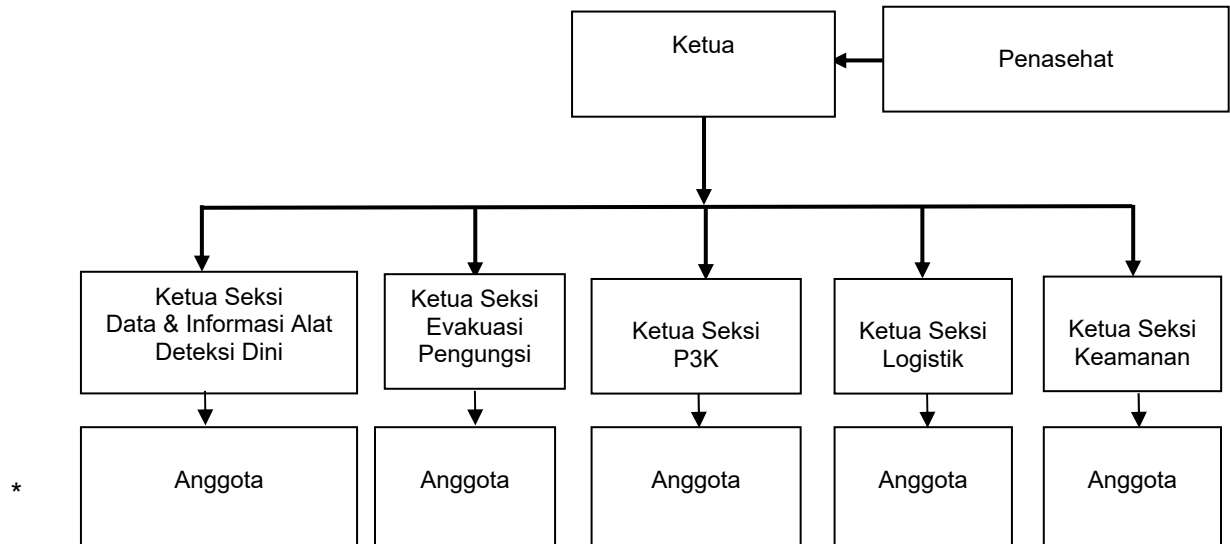 Ketua
Penasehat
Ketua Seksi
Data & Informasi Alat
Deteksi Dini
Ketua Seksi
Evakuasi
Pengungsi
Ketua Seksi
P3K
Ketua Seksi
Logistik
Ketua Seksi
Keamanan
*
Anggota
Anggota
Anggota
Anggota
Anggota